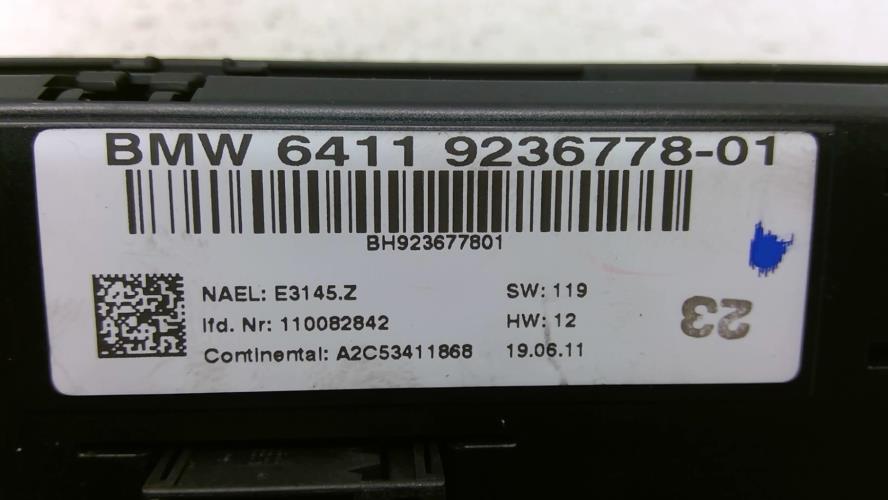 BMW 6411 9236778-01
BH923677801
NAEL: E3145.Z
lfd. Nr: 110082842
Continental: A2C53411868
SW: 119
HW: 12
19.06.11
23